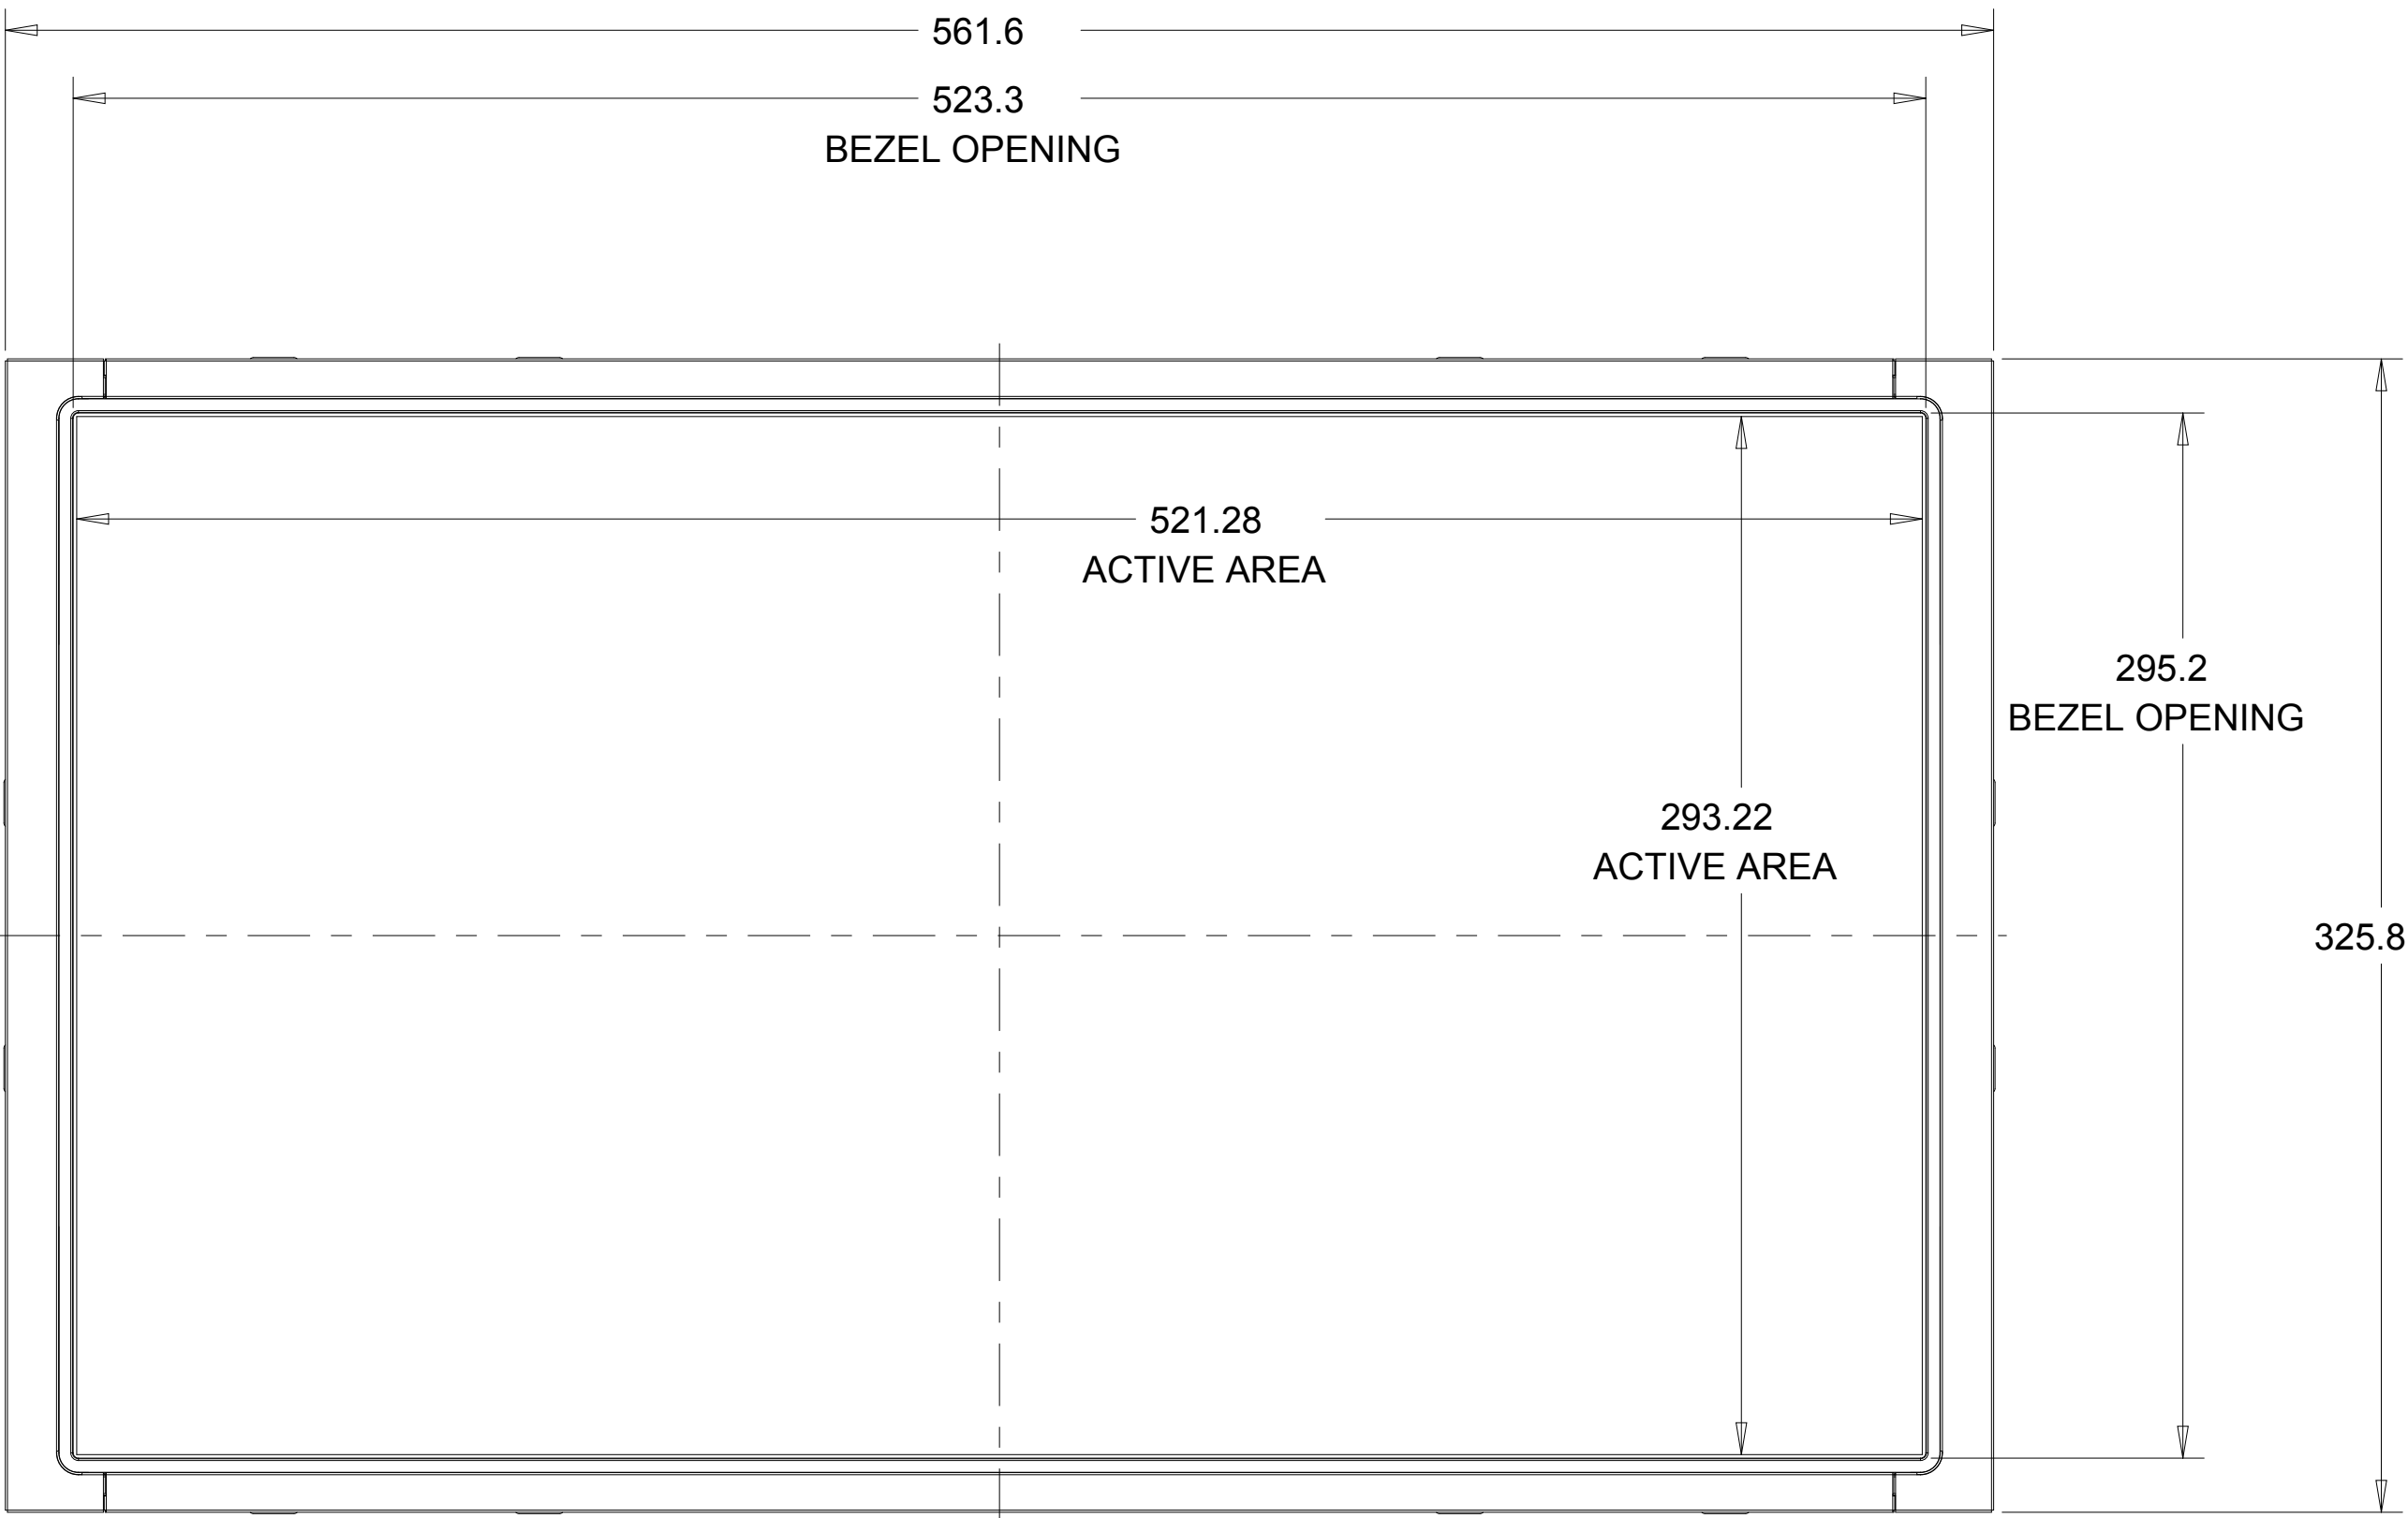 561.6
523.3
BEZEL OPENING
521.28
ACTIVE AREA
295.2
BEZEL OPENING
293.22
ACTIVE AREA
325.8